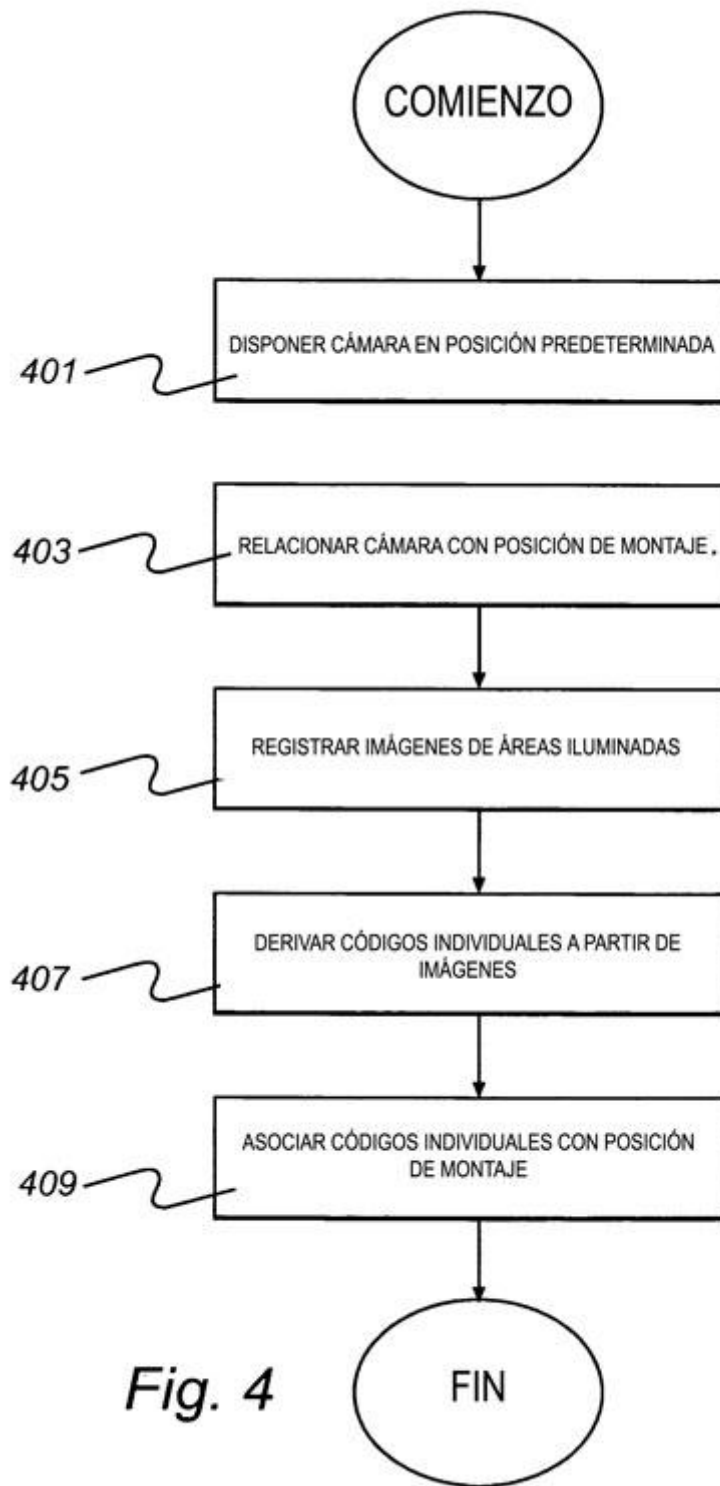 COMIENZO
401
DISPONER CÁMARA EN POSICIÓN PREDETERMINADA
403
RELACIONAR CÁMARA CON POSICIÓN DE MONTAJE.
405
REGISTRAR IMÁGENES DE ÁREAS ILUMINADAS
407
DERIVAR CÓDIGOS INDIVIDUALES A PARTIR DE
IMÁGENES
409
ASOCIAR CÓDIGOS INDIVIDUALES CON POSICIÓN
DE MONTAJE
Fig. 4
FIN